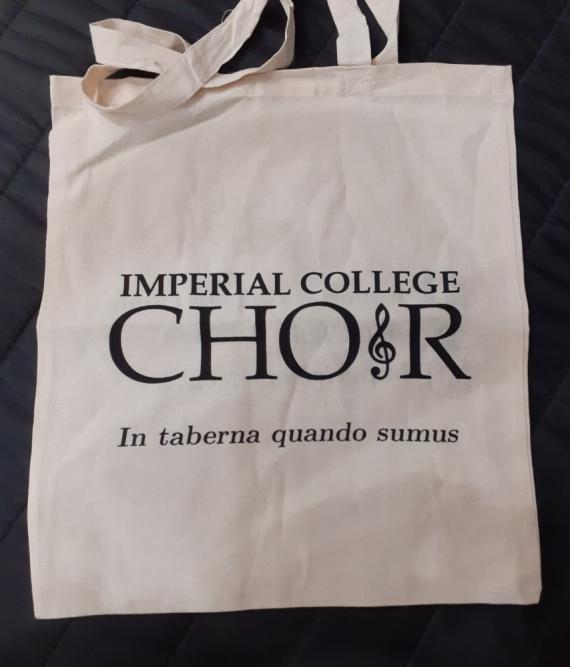 IMPERIAL COLLEGE
CHOIR
In taberna quando sumus